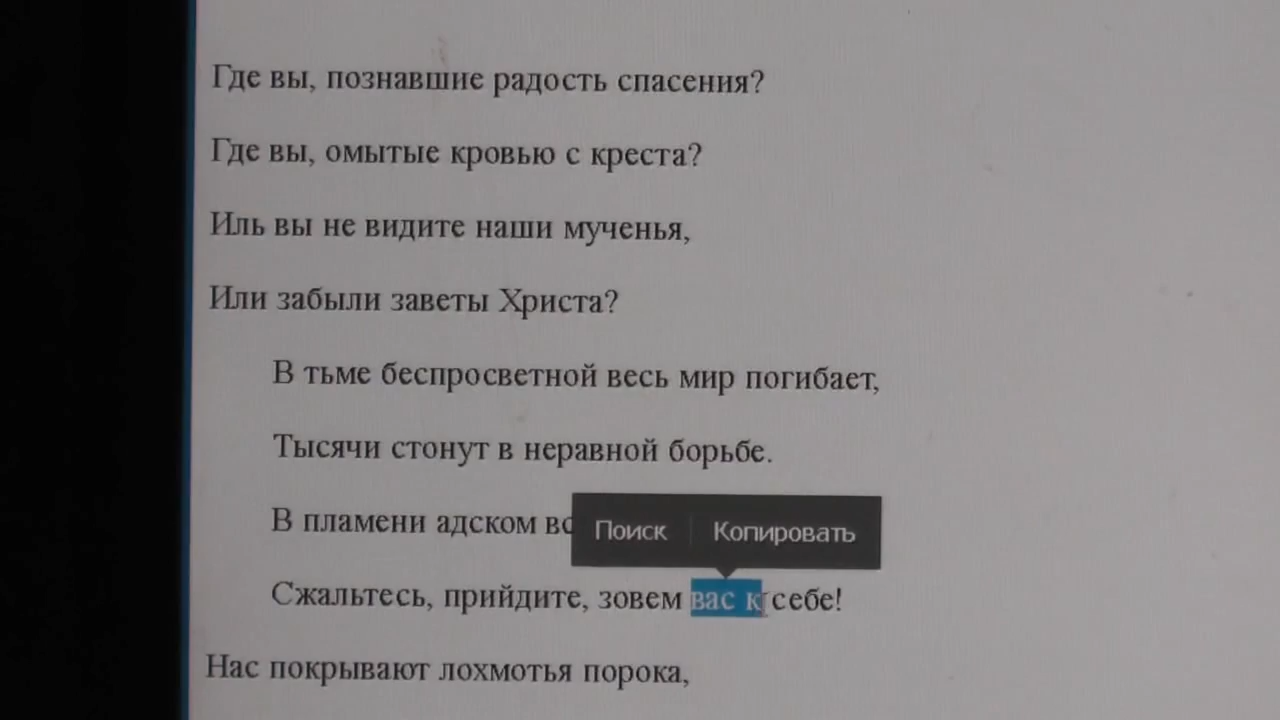 Где вы, познавшие радость спасения?
Где вы, омытые кровью с креста?
Иль вы не видите наши мученья,
Или забыли заветы Христа?
В тьме беспросветной весь мир погибает,
Тысячи стонут в неравной борьбе.
В пламени адском
Поиск Копировать
Сжальтесь, прийдите, зовем вас к себе!
Нас покрывают лохмотья порока,